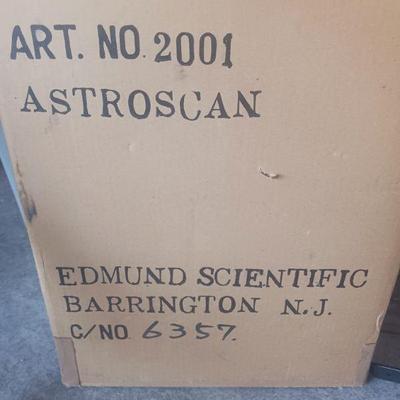 ART. NO. 2001
ASTROSCAN
EDMUND SCIENTIFIC
BARRINGTON N.J.
C/NO 6357.